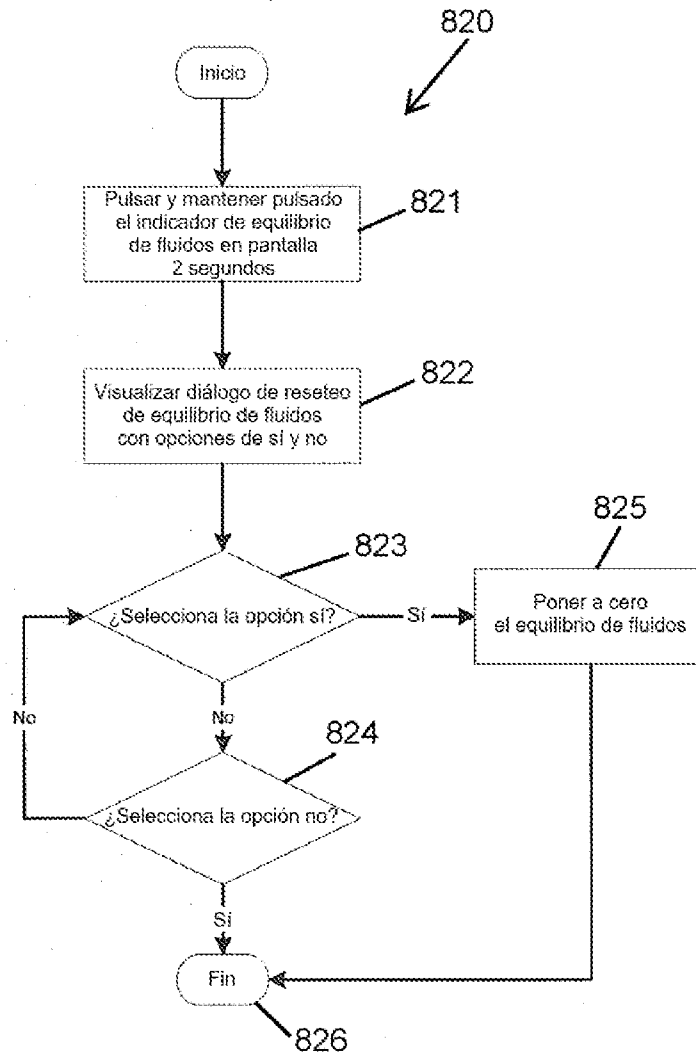 820
Inicio
Pulsar y mantener pulsado
el indicador de equilibrio
de fluidos en pantalla
2 segundos
821
Visualizar diálogo de reseteo
de equilibrio de fluidos
con opciones de sí y no
822
823
¿Selecciona la opción sí?
Sí
825
Poner a cero
el equilibrio de fluidos
No
No
824
¿Selecciona la opción no?
Sí
Fin
826